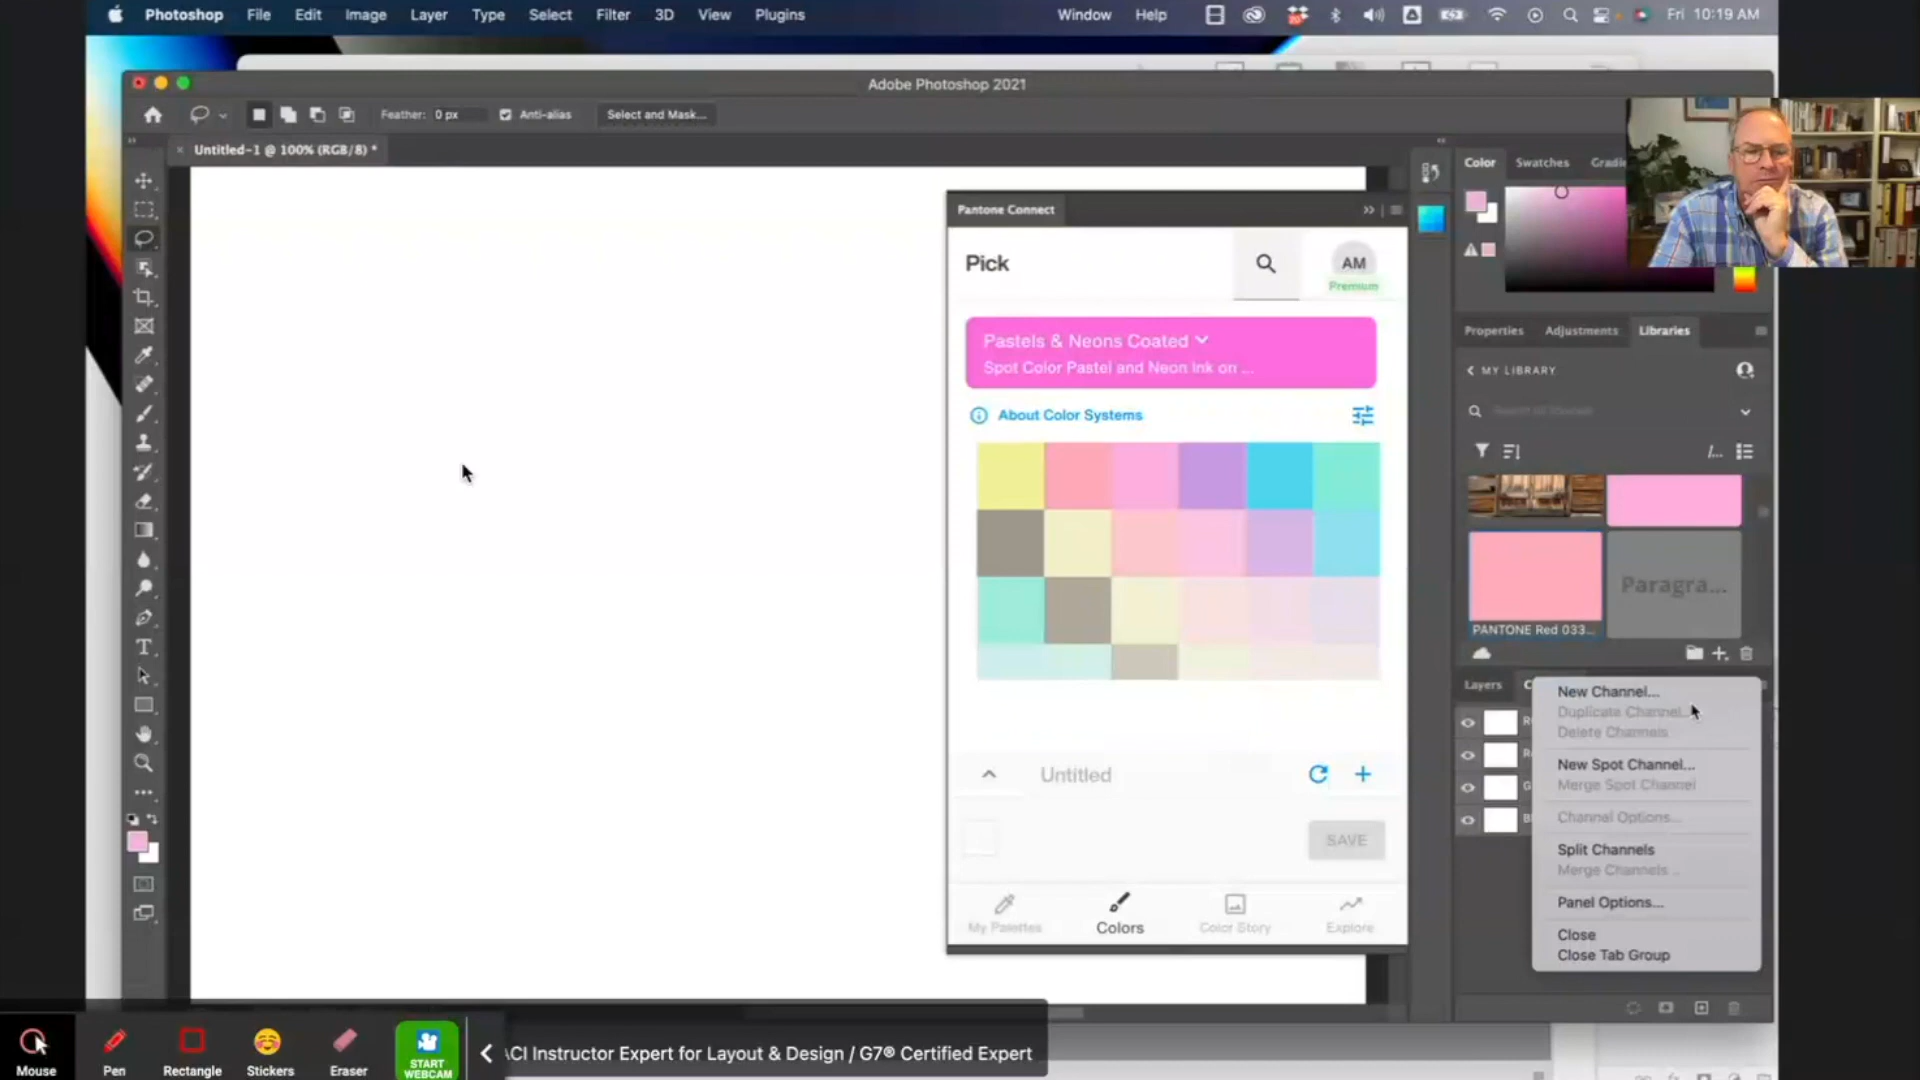 Photoshop File Edit Image Layer Type Select Filter 3D View Plugins Window Help Fri 10:19 AM
Adobe Photoshop 2021
Feather: 0 px Anti-alias Select and Mask...
Untitled-1 @ 100% (RGB/8) *
Color Swatches
Pantone Connect
Pick
AM
Premium
Pastels & Neons Coated
Spot Color Pastel and Neon Ink on ...
About Color Systems
Untitled
SAVE
My Palettes Colors Color Story Explore
Properties Adjustments Libraries
MY LIBRARY
Paragra...
PANTONE Red 033...
Layers
New Channel...
Duplicate Channel...
Delete Channels
New Spot Channel...
Merge Spot Channel
Channel Options...
Split Channels
Merge Channels...
Panel Options...
Close
Close Tab Group
Mouse Pen Rectangle Stickers Eraser
START
WEBCAM
ACI Instructor Expert for Layout & Design / G7® Certified Expert